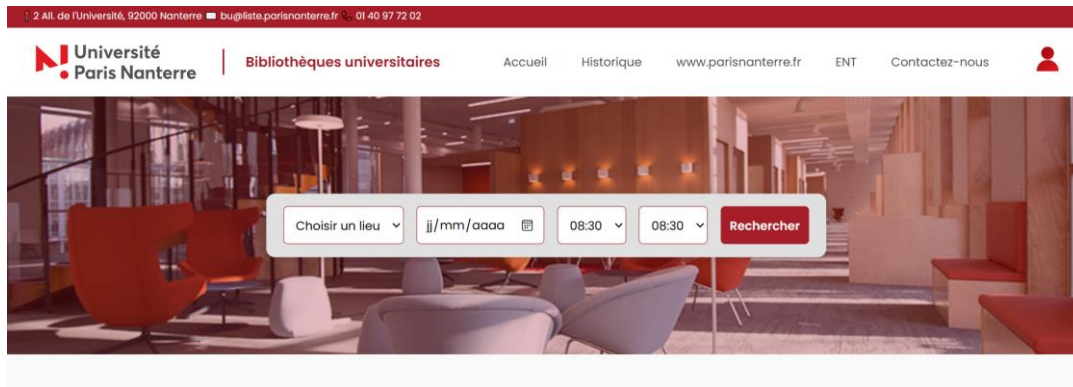 2 All. de l'Université, 92000 Nanterre bu@liste.parisnanterre.fr 01 40 97 72 02
Université
Paris Nanterre
Bibliothèques universitaires
Accueil Historique www.parisnanterre.fr ENT Contactez-nous
Choisir un lieu jj/mm/aaaa 08:30 08:30 Rechercher